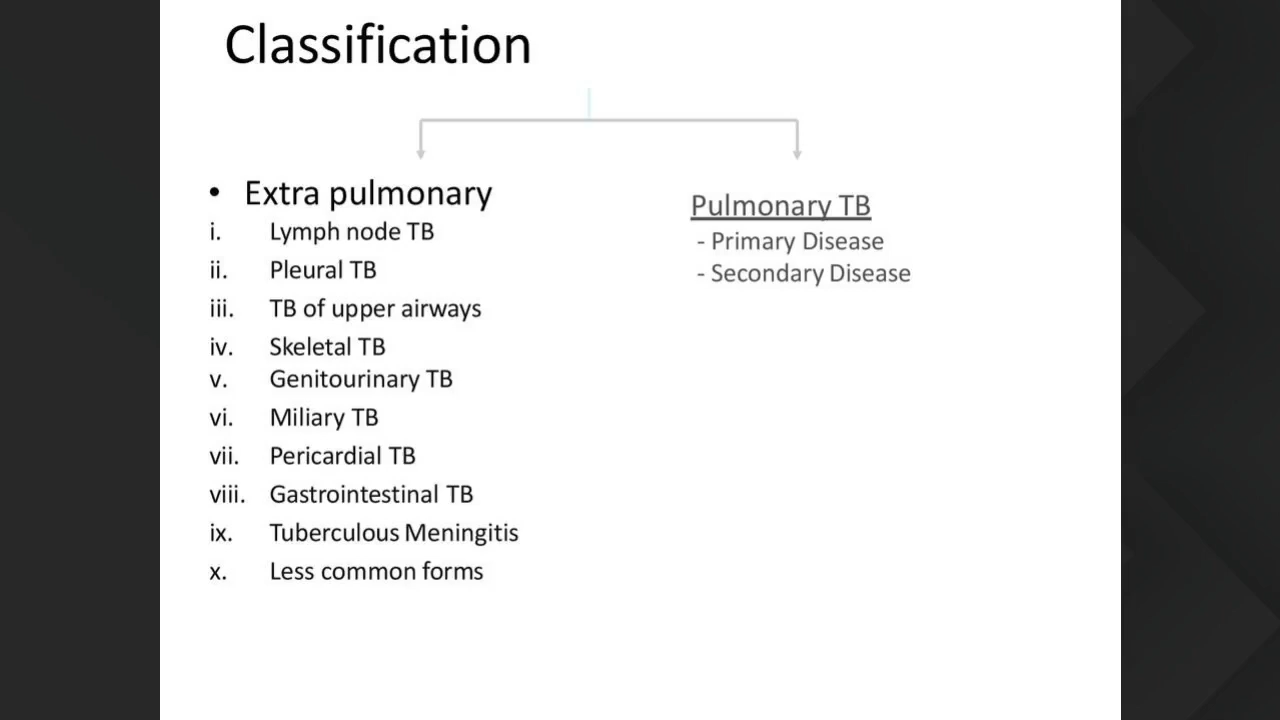 Classification
• Extra pulmonary
i. Lymph node TB
ii. Pleural TB
iii. TB of upper airways
iv. Skeletal TB
v. Genitourinary TB
vi. Miliary TB
vii. Pericardial TB
viii. Gastrointestinal TB
ix. Tuberculous Meningitis
x. Less common forms
Pulmonary TB
- Primary Disease
- Secondary Disease